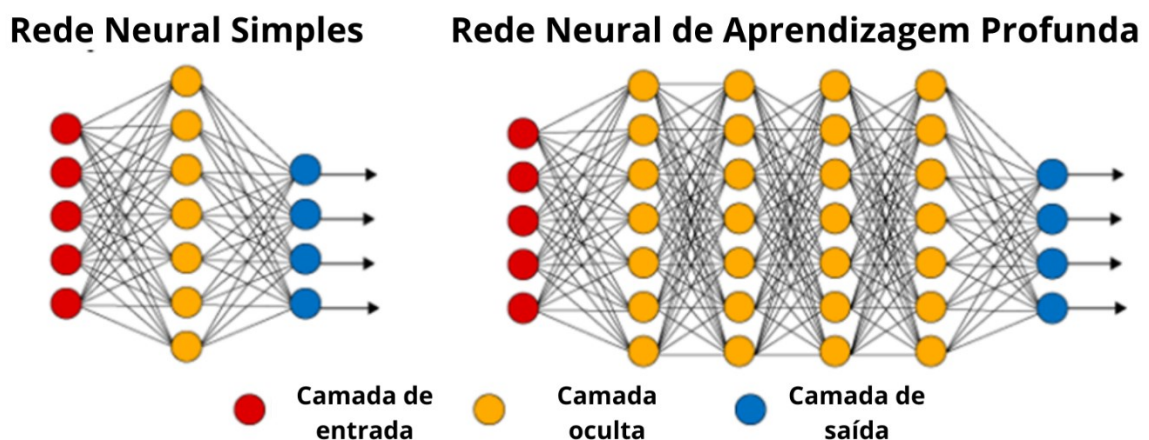 Rede Neural Simples
Rede Neural de Aprendizagem Profunda
Camada de
entrada
Camada
oculta
Camada de
saída